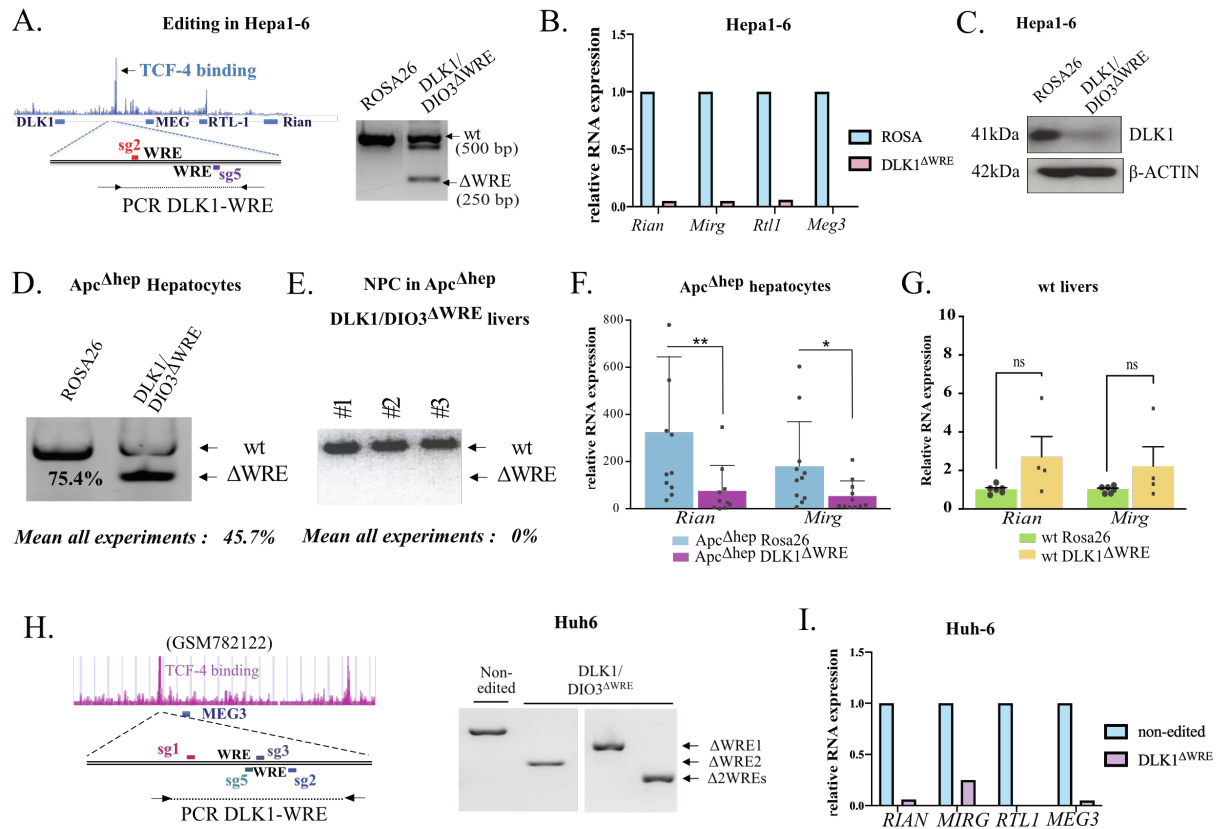 A.
Editing in Hepa1-6
TCF-4 binding
DLK1
MEG
RTL-1
Rian
sg2
WRE
WRE
sg5
PCR DLK1-WRE
ROSA26
DLK1/
DIO3ΔWRE
wt
(500 bp)
ΔWRE
(250 bp)
B.
Hepa1-6
relative RNA expression
1.5
1.0
0.5
0.0
Rian
Mirg
Rtl1
Meg3
ROSA
DLK1ΔWRE
C.
Hepa1-6
ROSA26
DLK1/
DIO3ΔWRE
41kDa
DLK1
42kDa
β-ACTIN
D.
ApcΔhep Hepatocytes
ROSA26
DLK1/
DIO3ΔWRE
wt
75.4%
ΔWRE
Mean all experiments : 45.7%
E.
NPC in ApcΔhep
DLK1/DIO3ΔWRE livers
#1
#2
#3
wt
ΔWRE
Mean all experiments : 0%
F.
ApcΔhep hepatocytes
relative RNA expression
800
600
400
200
0
**
*
Rian
Mirg
ApcΔhep Rosa26
ApcΔhep DLK1ΔWRE
G.
wt livers
Relative RNA expression
10
8
6
4
2
0
ns
ns
Rian
Mirg
wt Rosa26
wt DLK1ΔWRE
H.
(GSM782122)
TCF-4 binding
MEG3
sg1
WRE
sg3
sg5
WRE
sg2
PCR DLK1-WRE
Huh6
Non-
edited
DLK1/
DIO3ΔWRE
ΔWRE1
ΔWRE2
Δ2WREs
I.
Huh-6
relative RNA expression
1.5
1.0
0.5
0.0
RIAN
MIRG
RTL1
MEG3
non-edited
DLK1ΔWRE